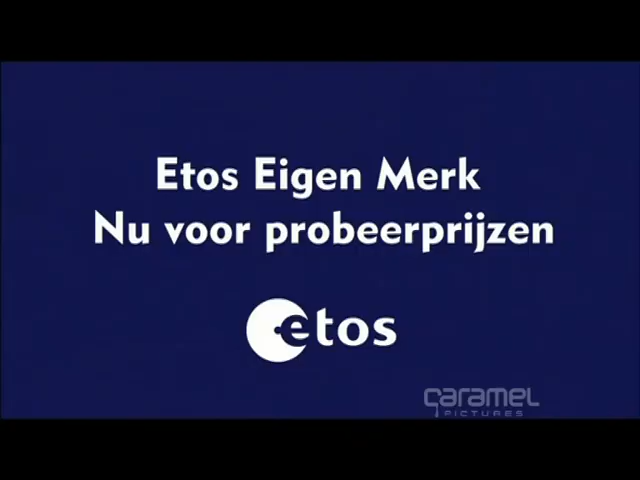 Etos Eigen Merk
Nu voor probeerprijzen
etos
caramel
PICTURES